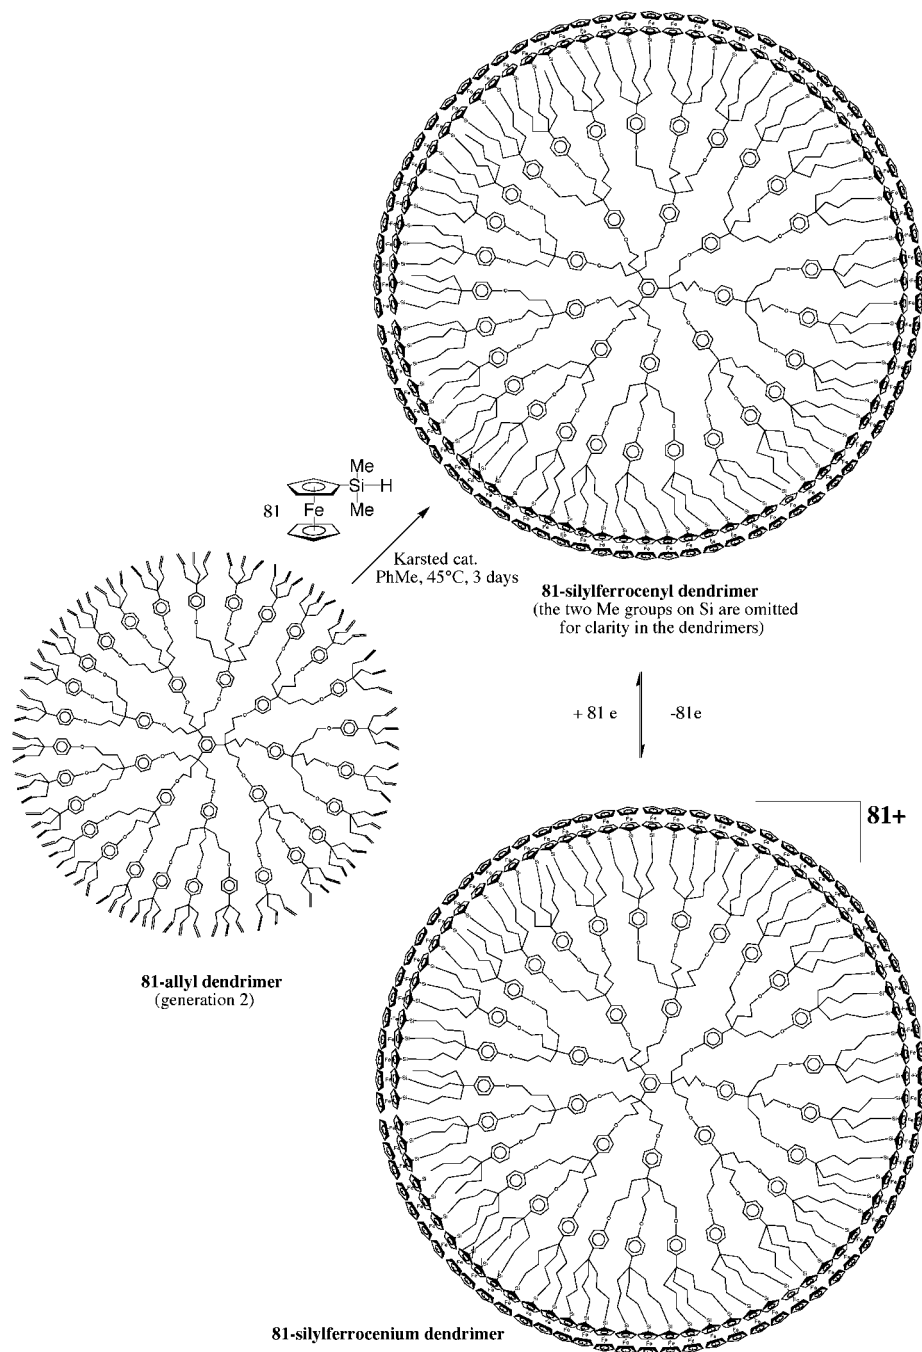 Me
81
Si
H
Fe
Me
Karsted cat.
PhMe, 45°C, 3 days
81-silylferrocenyl dendrimer
(the two Me groups on Si are omitted
for clarity in the dendrimers)
+ 81 e
-81e
81+
81-allyl dendrimer
(generation 2)
81-silylferrocenium dendrimer